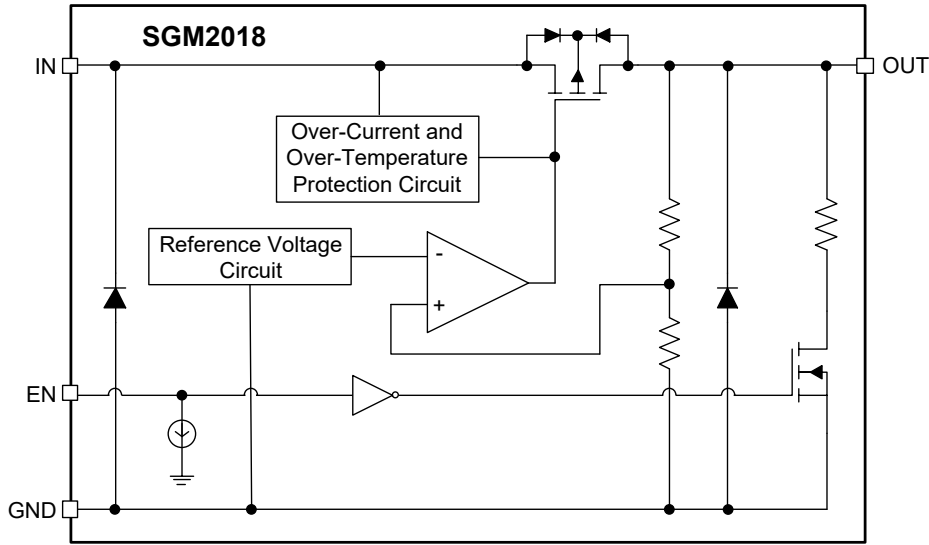 SGM2018
IN
OUT
Over-Current and
Over-Temperature
Protection Circuit
Reference Voltage
Circuit
-
+
EN
GND